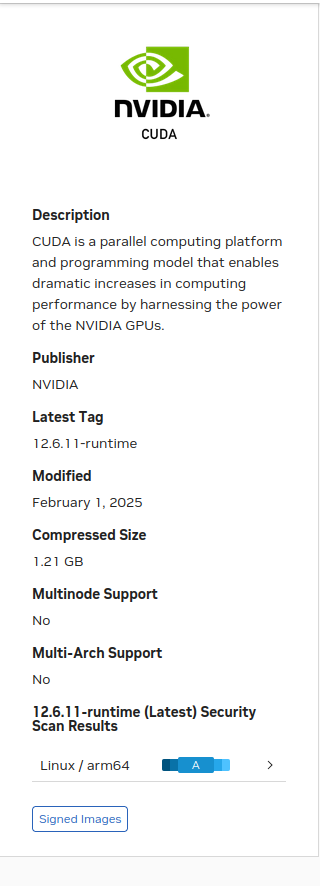 NVIDIA.
CUDA
Description
CUDA is a parallel computing platform
and programming model that enables
dramatic increases in computing
performance by harnessing the power
of the NVIDIA GPUs.
Publisher
NVIDIA
Latest Tag
12.6.11-runtime
Modified
February 1, 2025
Compressed Size
1.21 GB
Multinode Support
No
Multi-Arch Support
No
12.6.11-runtime (Latest) Security
Scan Results
Linux / arm64 A
Signed Images